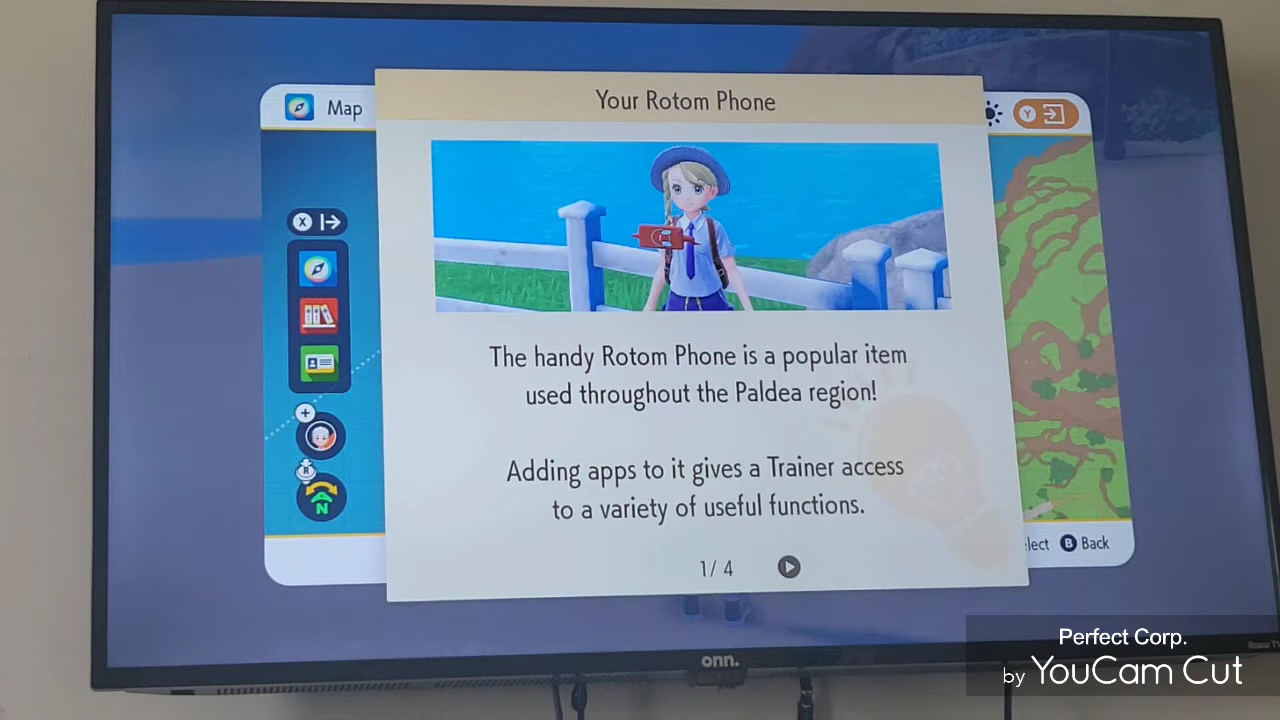 Your Rotom Phone
Map
Y
X
The handy Rotom Phone is a popular item
used throughout the Paldea region!
Adding apps to it gives a Trainer access
to a variety of useful functions.
R
N
1/ 4
lect B Back
onn.
Perfect Corp.
by YouCam Cut